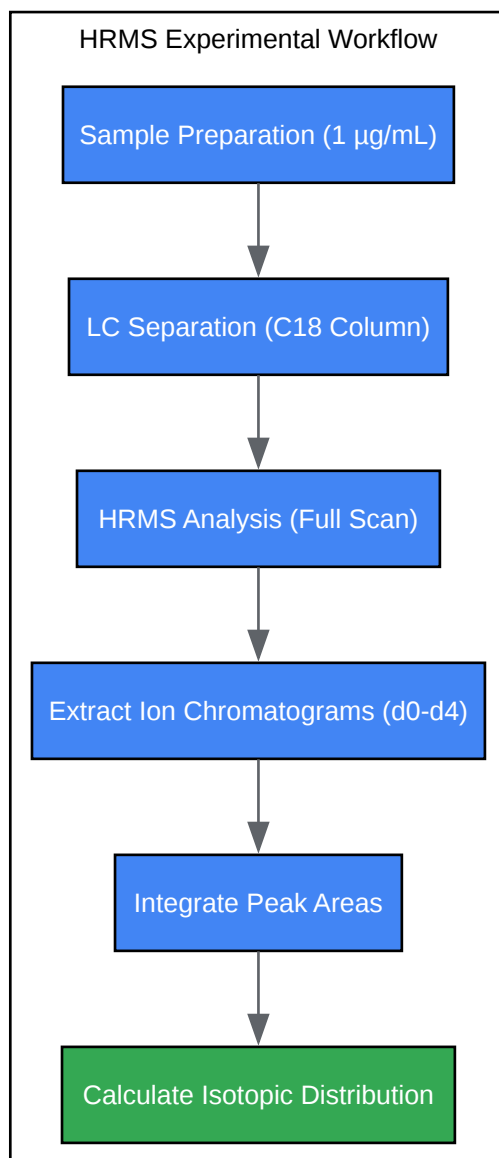 HRMS Experimental Workflow
Sample Preparation (1 µg/mL)
LC Separation (C18 Column)
HRMS Analysis (Full Scan)
Extract Ion Chromatograms (d0-d4)
Integrate Peak Areas
Calculate Isotopic Distribution